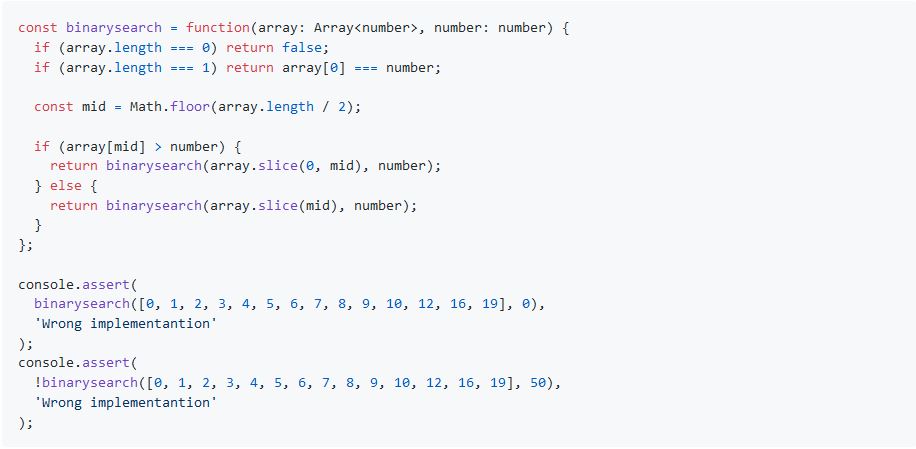 const binarysearch = function(array: Array<number>, number: number) {
  if (array.length === 0) return false;
  if (array.length === 1) return array[0] === number;

  const mid = Math.floor(array.length / 2);

  if (array[mid] > number) {
    return binarysearch(array.slice(0, mid), number);
  } else {
    return binarysearch(array.slice(mid), number);
  }
};

console.assert(
  binarysearch([0, 1, 2, 3, 4, 5, 6, 7, 8, 9, 10, 12, 16, 19], 0),
  'Wrong implementantion'
);
console.assert(
  !binarysearch([0, 1, 2, 3, 4, 5, 6, 7, 8, 9, 10, 12, 16, 19], 50),
  'Wrong implementantion'
);